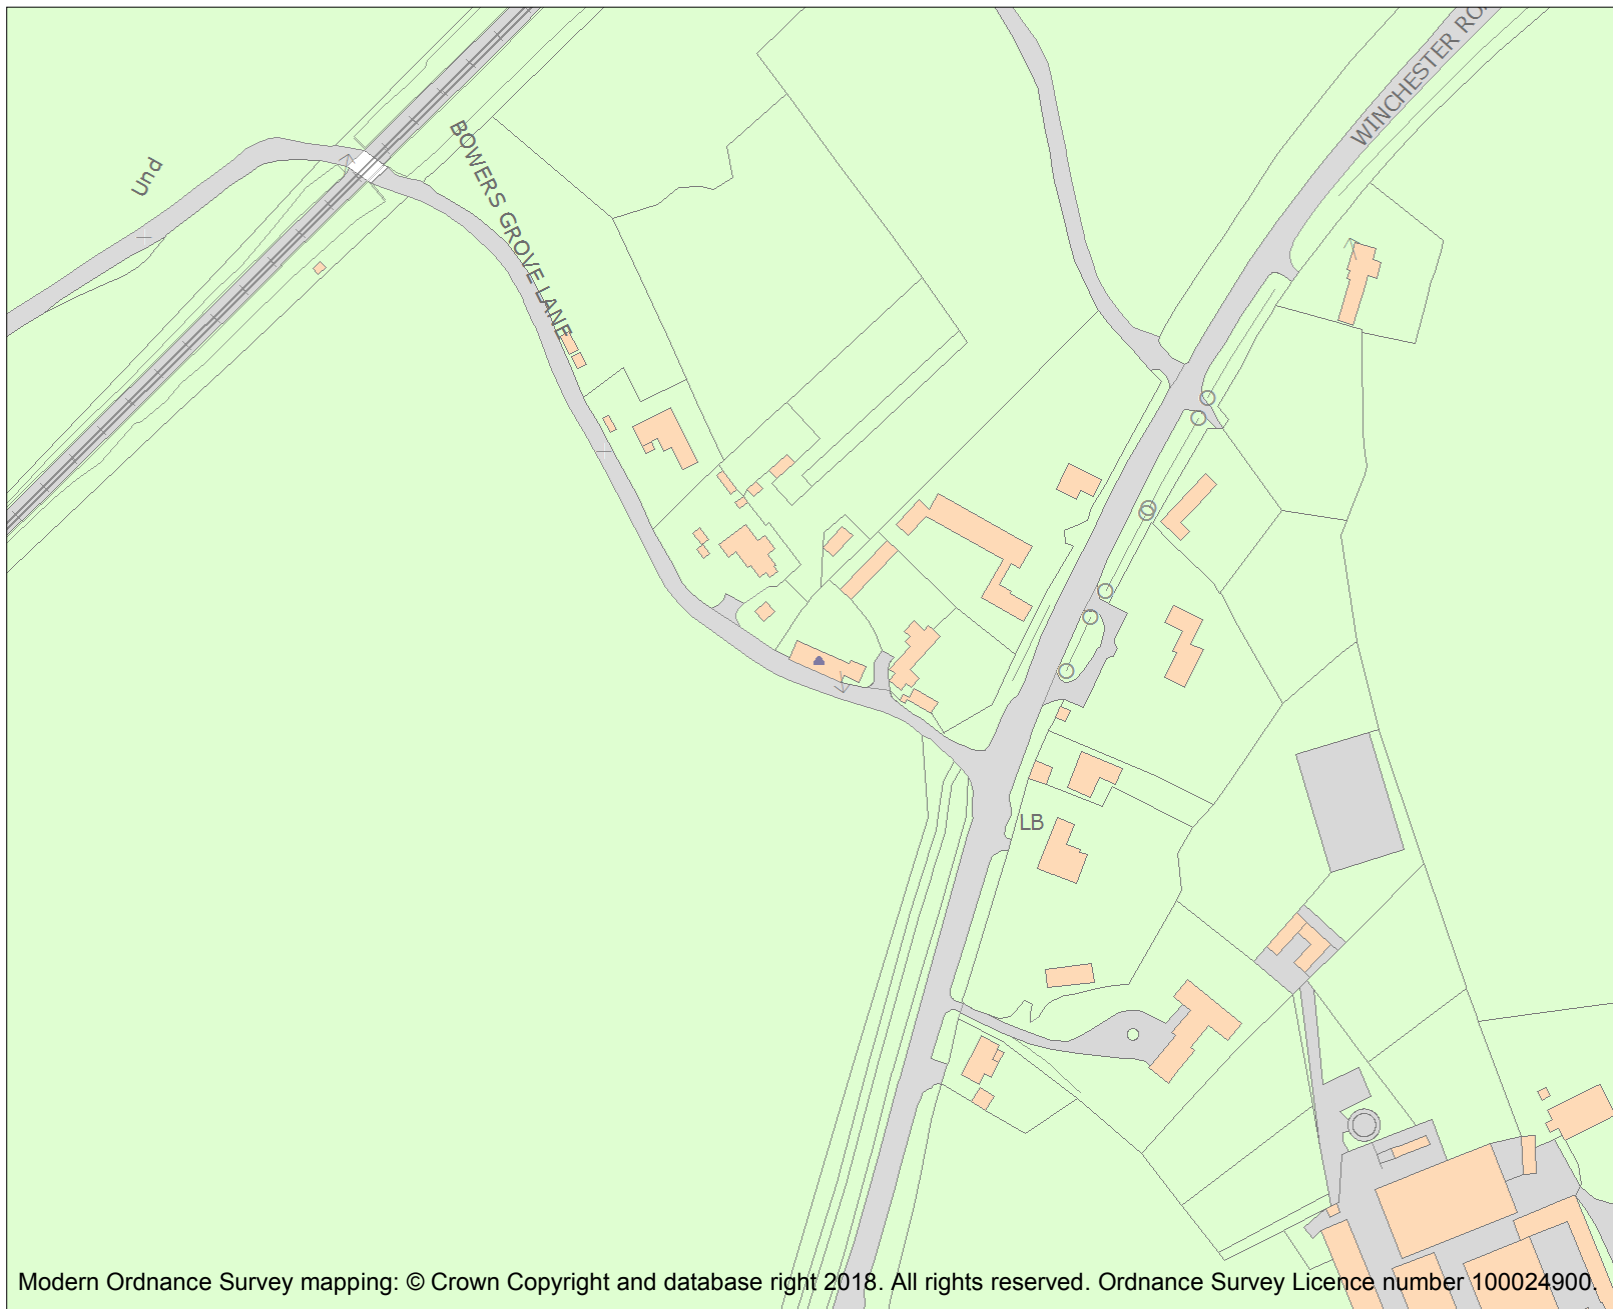 WINCHESTER RO
BOWERS GROVE LANE
Und
LB
Modern Ordnance Survey mapping: © Crown Copyright and database right 2018. All rights reserved. Ordnance Survey Licence number 100024900.